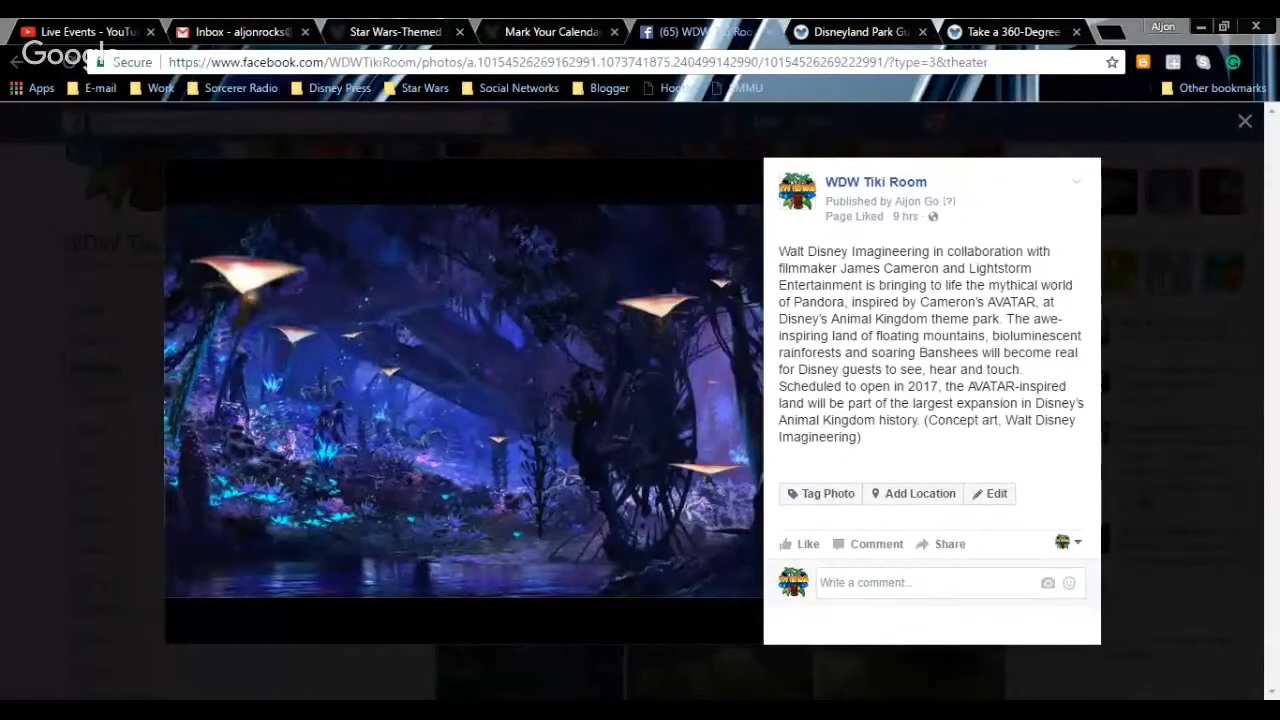 Live Events - YouTu
Inbox - aljonrocks@
Star Wars-Themed
Mark Your Calenda
(65) WDW Tiki Roo
Disneyland Park Gu
Take a 360-Degree
Aljon
Google
Secure
https://www.facebook.com/WDWTikiRoom/photos/a.10154526269162991.1073741875.240499142990/10154526269222991/?type=3&theater
Apps
E-mail
Work
Sorcerer Radio
Disney Press
Star Wars
Social Networks
Blogger
SMMU
Other bookmarks
WDW Tiki Room
Published by Aljon Go [?]
Page Liked · 9 hrs ·
Walt Disney Imagineering in collaboration with
filmmaker James Cameron and Lightstorm
Entertainment is bringing to life the mythical world
of Pandora, inspired by Cameron's AVATAR, at
Disney's Animal Kingdom theme park. The awe-
inspiring land of floating mountains, bioluminescent
rainforests and soaring Banshees will become real
for Disney guests to see, hear and touch.
Scheduled to open in 2017, the AVATAR-inspired
land will be part of the largest expansion in Disney's
Animal Kingdom history. (Concept art, Walt Disney
Imagineering)
Tag Photo
Add Location
Edit
Like
Comment
Share
Write a comment...